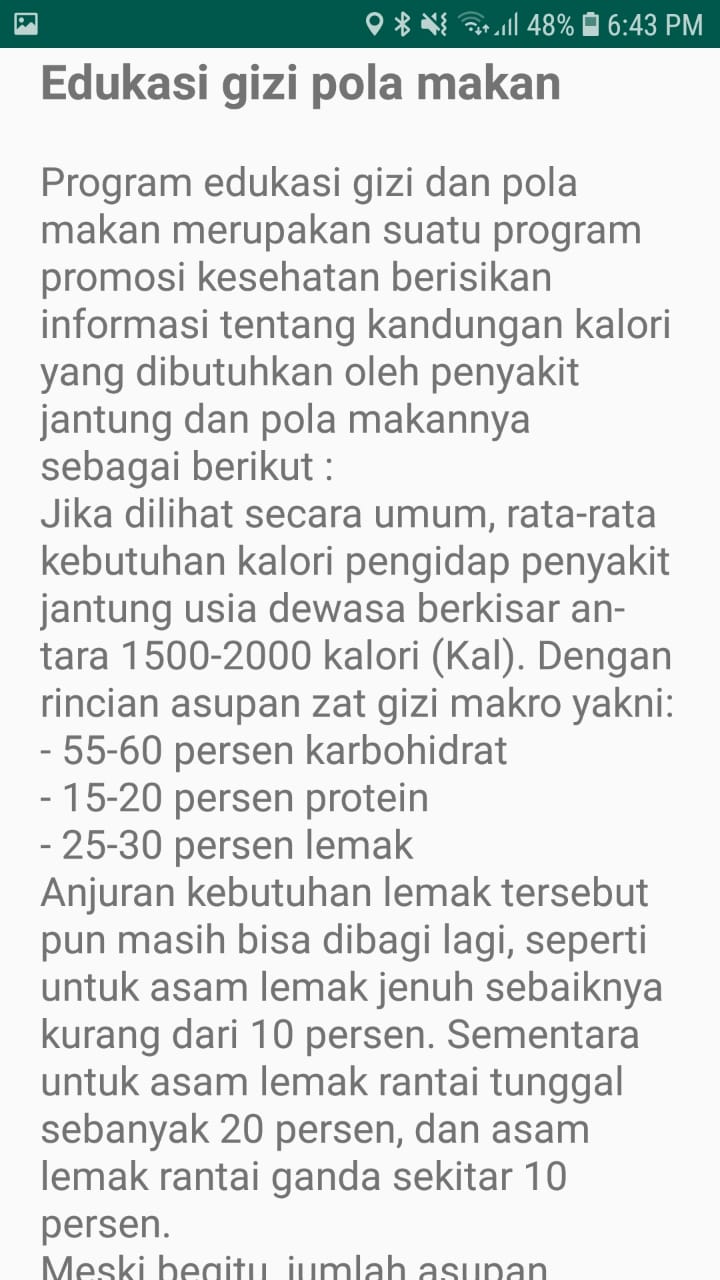 48% 6:43 PM
Edukasi gizi pola makan
Program edukasi gizi dan pola
makan merupakan suatu program
promosi kesehatan berisikan
informasi tentang kandungan kalori
yang dibutuhkan oleh penyakit
jantung dan pola makannya
sebagai berikut :
Jika dilihat secara umum, rata-rata
kebutuhan kalori pengidap penyakit
jantung usia dewasa berkisar an-
tara 1500-2000 kalori (Kal). Dengan
rincian asupan zat gizi makro yakni:
- 55-60 persen karbohidrat
- 15-20 persen protein
- 25-30 persen lemak
Anjuran kebutuhan lemak tersebut
pun masih bisa dibagi lagi, seperti
untuk asam lemak jenuh sebaiknya
kurang dari 10 persen. Sementara
untuk asam lemak rantai tunggal
sebanyak 20 persen, dan asam
lemak rantai ganda sekitar 10
persen.
Meski begitu, jumlah asupan